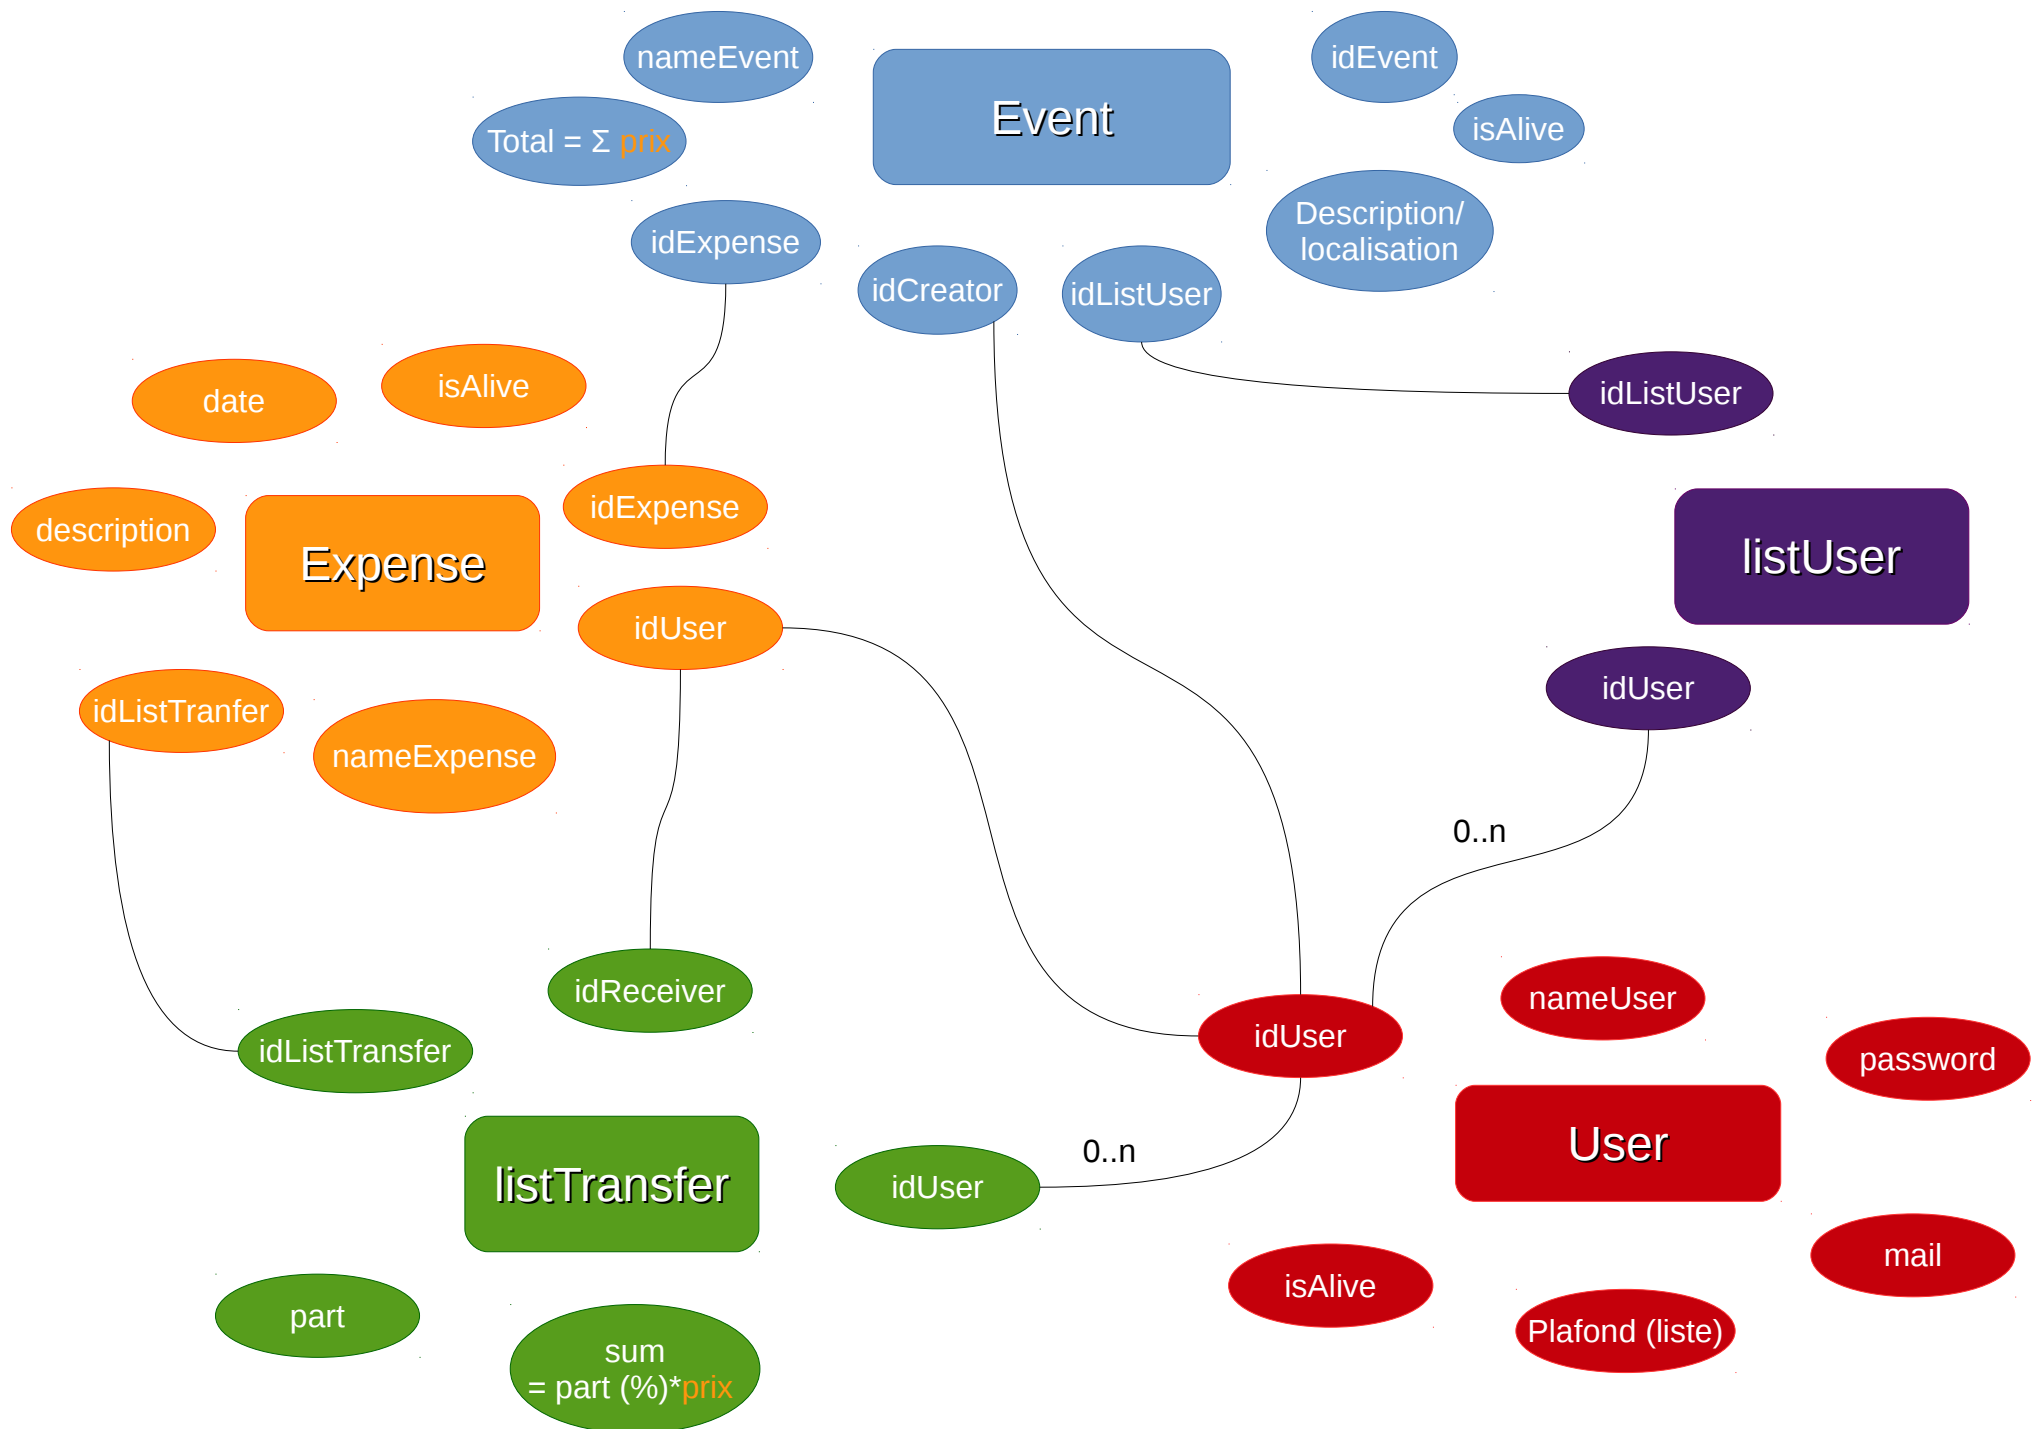 nameEvent
Event
idEvent
isAlive
Total = Σ prix
Description/
localisation
idExpense
idCreator
idListUser
date
isAlive
idListUser
description
Expense
idExpense
listUser
idUser
idUser
idListTranfer
nameExpense
0..n
idReceiver
nameUser
idListTransfer
idUser
password
listTransfer
idUser
0..n
User
part
isAlive
mail
sum
= part (%)*prix
Plafond (liste)